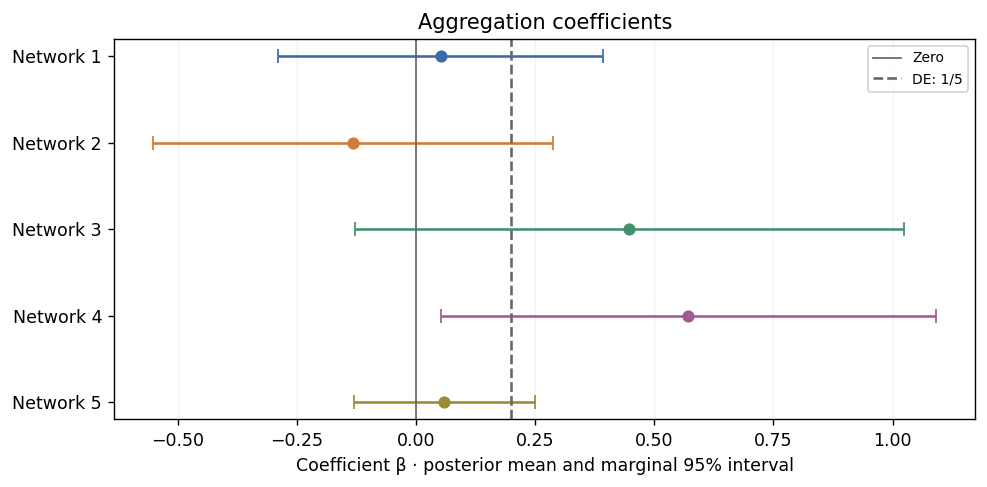 Aggregation coefficients
Network 1
Network 2
Network 3
Network 4
Network 5
Zero
DE: 1/5
−0.50
−0.25
0.00
0.25
0.50
0.75
1.00
Coefficient β · posterior mean and marginal 95% interval